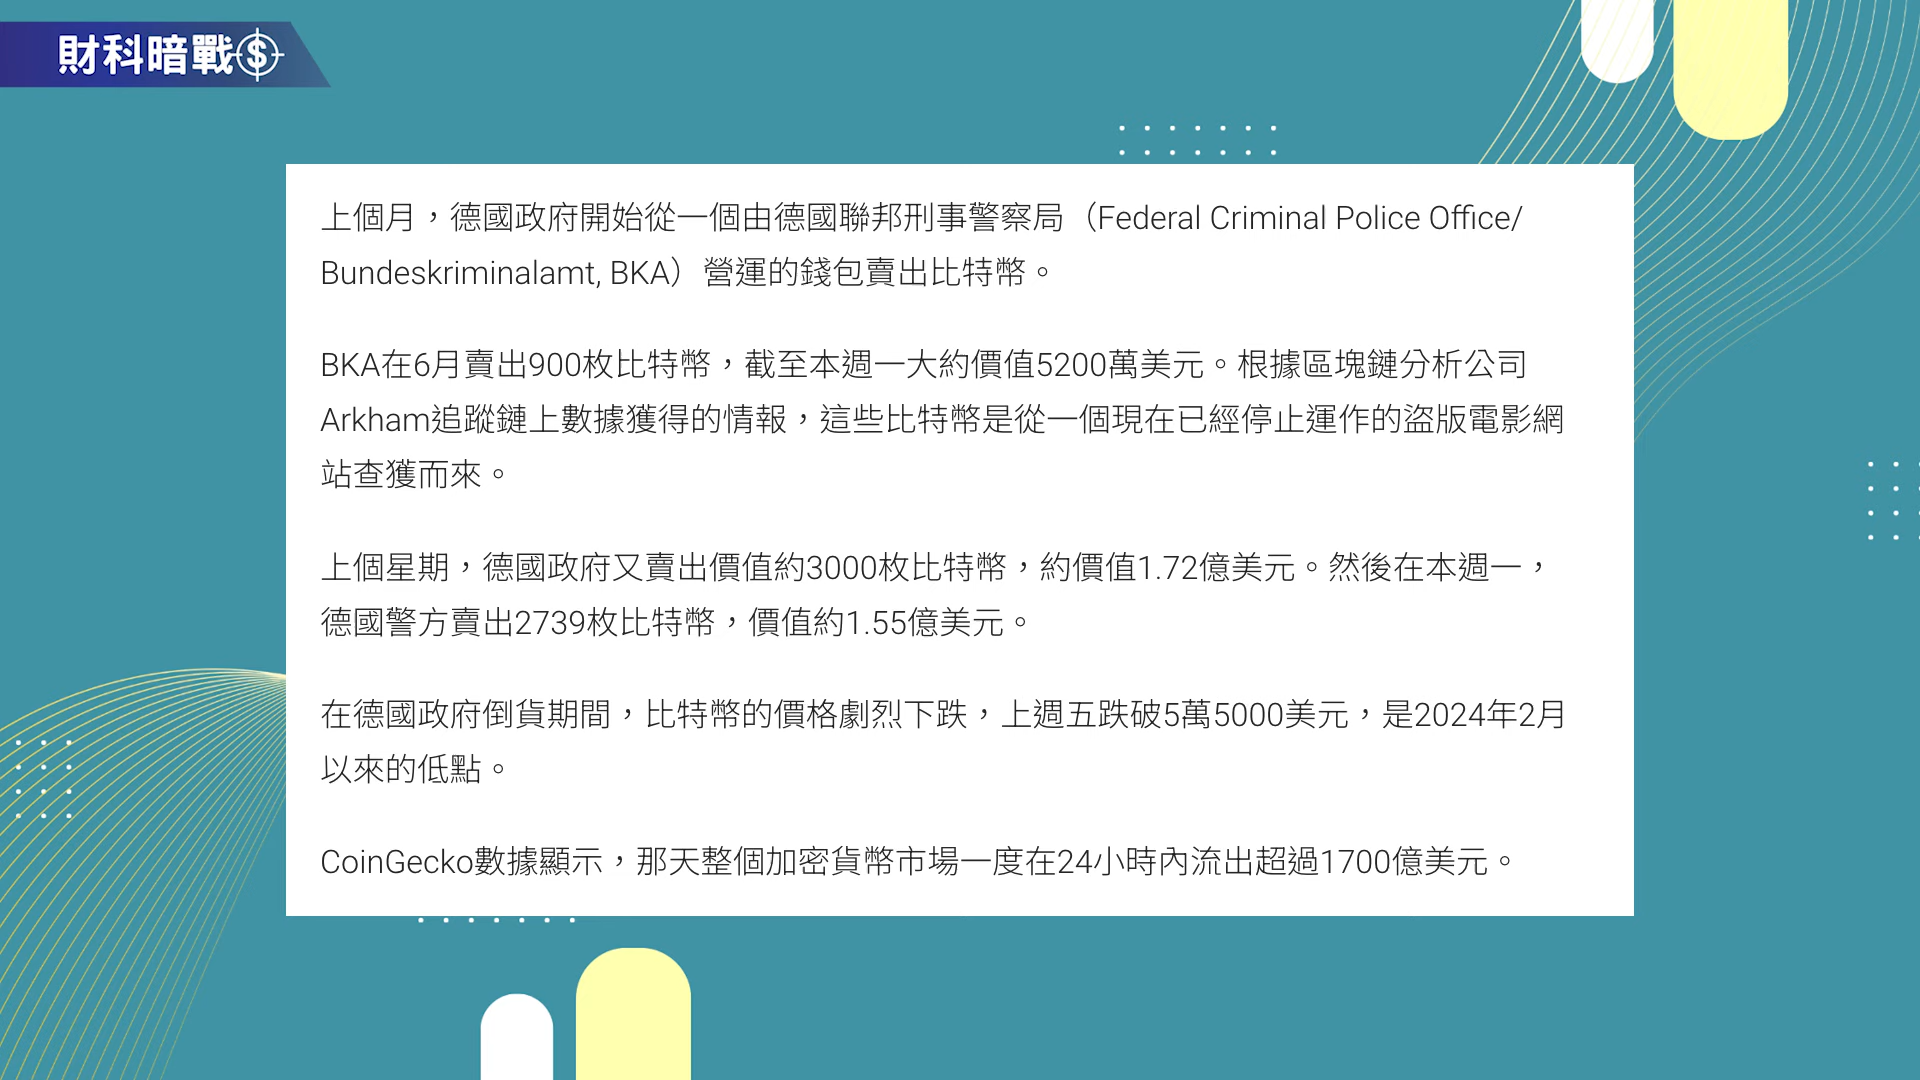 財科暗戰$
上個月，德國政府開始從一個由德國聯邦刑事警察局（Federal Criminal Police Office/
Bundeskriminalamt, BKA）營運的錢包賣出比特幣。
BKA在6月賣出900枚比特幣，截至本週一大約價值5200萬美元。根據區塊鏈分析公司
Arkham追蹤鏈上數據獲得的情報，這些比特幣是從一個現在已經停止運作的盜版電影網
站查獲而來。
上個星期，德國政府又賣出價值約3000枚比特幣，約價值1.72億美元。然後在本週一，
德國警方賣出2739枚比特幣，價值約1.55億美元。
在德國政府倒貨期間，比特幣的價格劇烈下跌，上週五跌破5萬5000美元，是2024年2月
以來的低點。
CoinGecko數據顯示，那天整個加密貨幣市場一度在24小時內流出超過1700億美元。